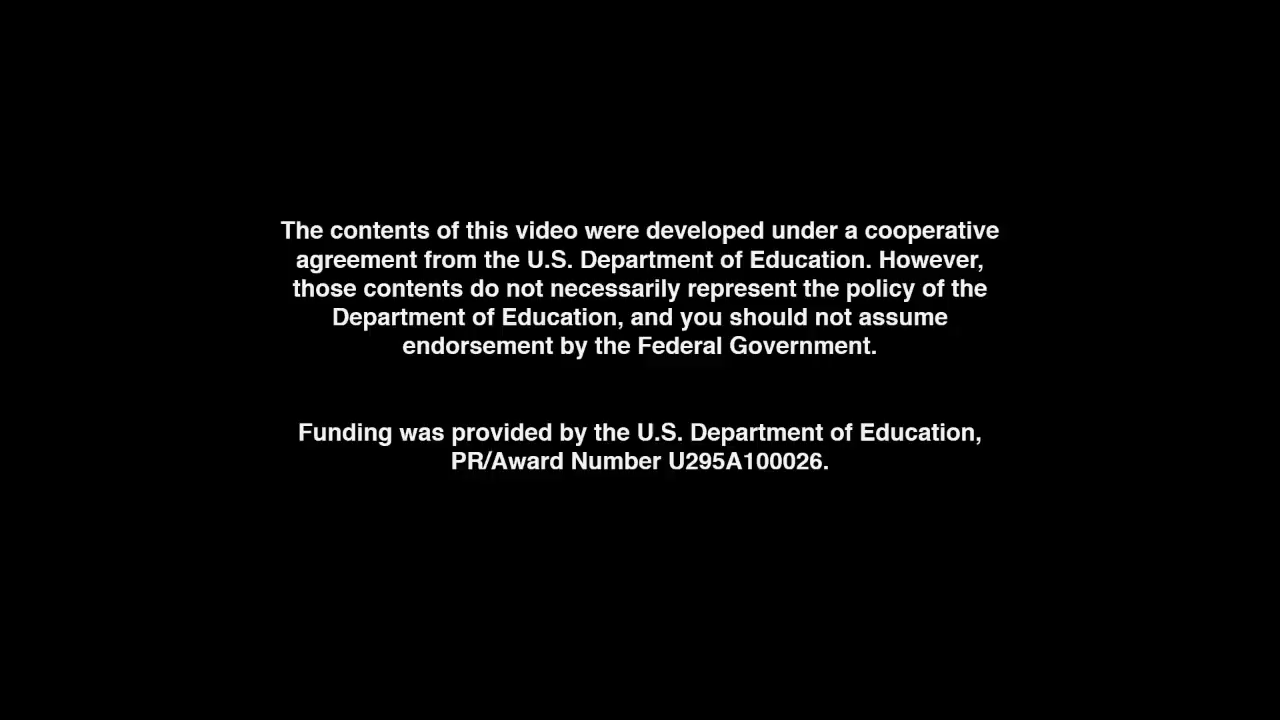 The contents of this video were developed under a cooperative
agreement from the U.S. Department of Education. However,
those contents do not necessarily represent the policy of the
Department of Education, and you should not assume
endorsement by the Federal Government.
Funding was provided by the U.S. Department of Education,
PR/Award Number U295A100026.